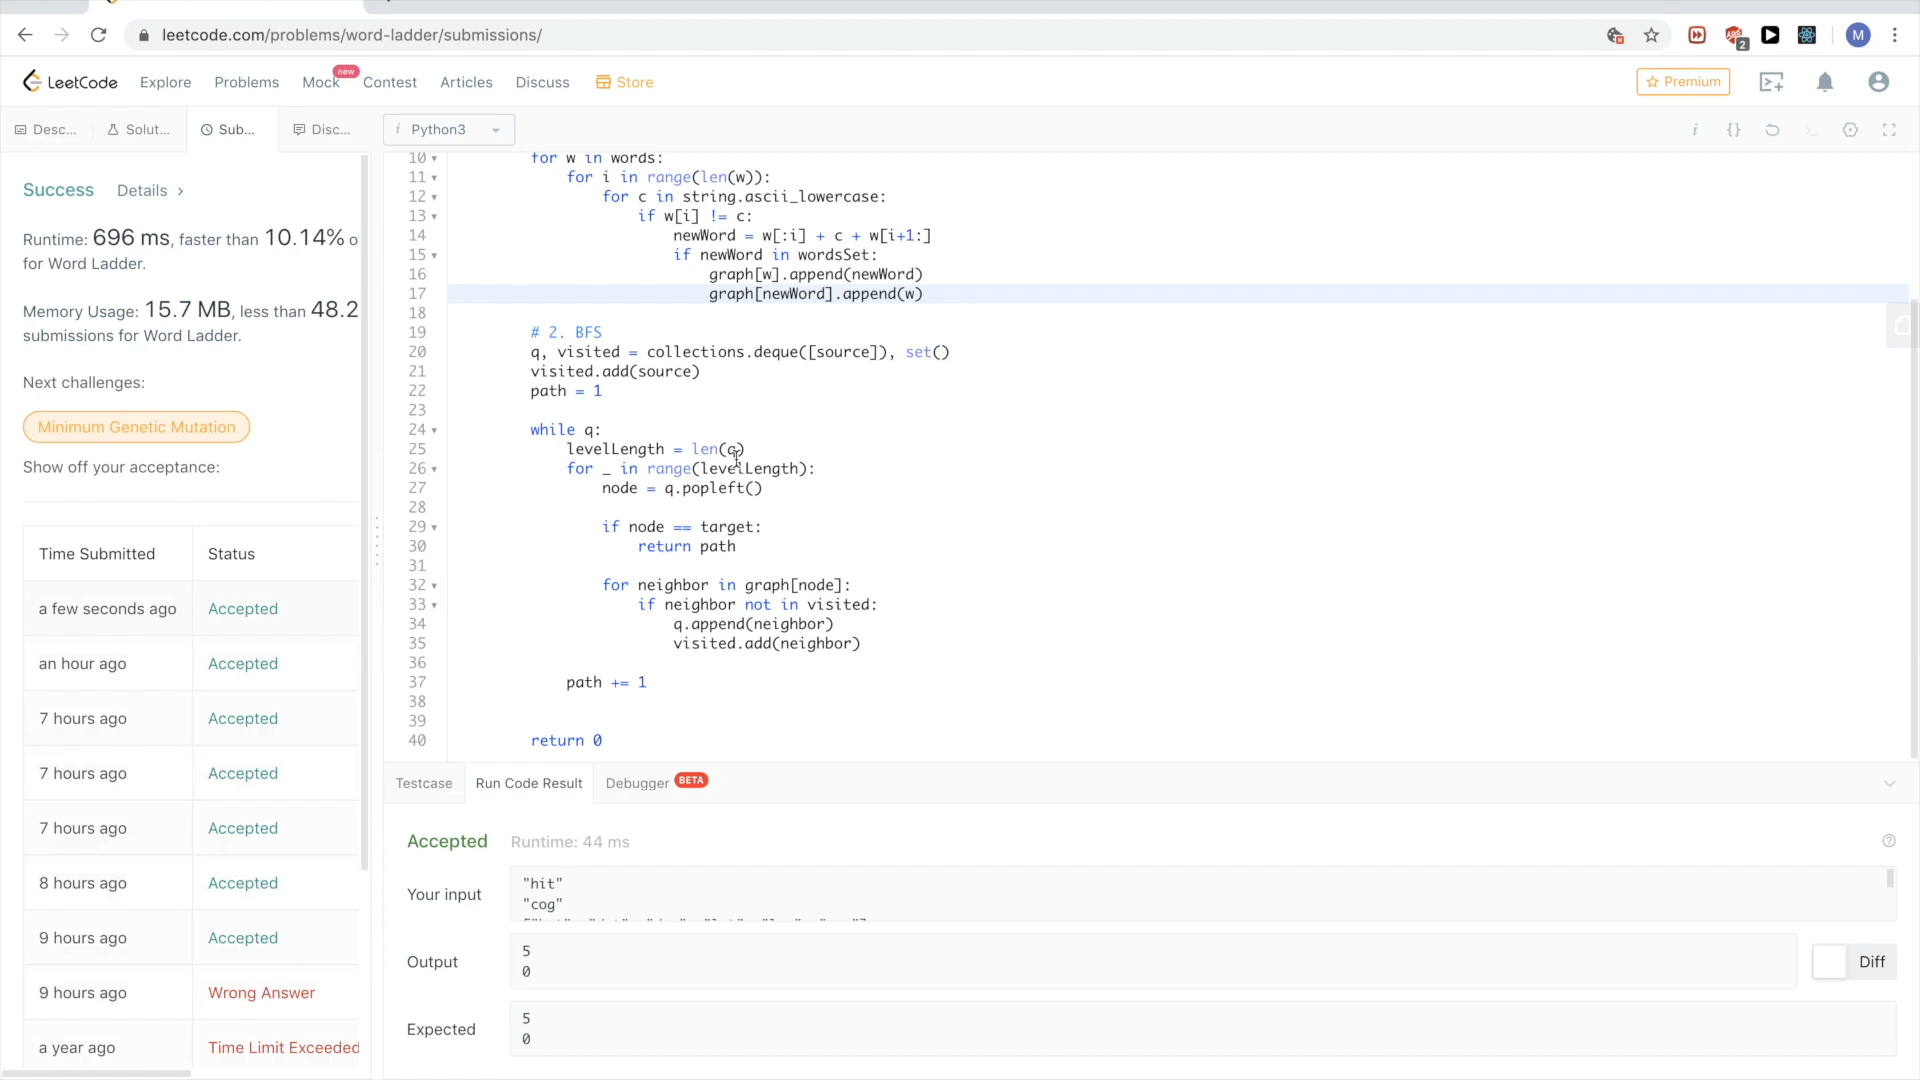 leetcode.com/problems/word-ladder/submissions/
2
M
LeetCode
Explore
Problems
Mock
new
Contest
Articles
Discuss
Store
Premium
Desc...
Solut...
Sub...
Disc...
i Python3
i {}
Success
Details >
Runtime: 696 ms, faster than 10.14% o
for Word Ladder.
Memory Usage: 15.7 MB, less than 48.2
submissions for Word Ladder.
Next challenges:
Minimum Genetic Mutation
Show off your acceptance:
Time Submitted Status
a few seconds ago Accepted
an hour ago Accepted
7 hours ago Accepted
7 hours ago Accepted
7 hours ago Accepted
8 hours ago Accepted
9 hours ago Accepted
9 hours ago Wrong Answer
a year ago Time Limit Exceeded
10 for w in words:
11 for i in range(len(w)):
12 for c in string.ascii_lowercase:
13 if w[i] != c:
14 newWord = w[:i] + c + w[i+1:]
15 if newWord in wordsSet:
16 graph[w].append(newWord)
17 graph[newWord].append(w)
18
19 # 2. BFS
20 q, visited = collections.deque([source]), set()
21 visited.add(source)
22 path = 1
23
24 while q:
25 levelLength = len(q)
26 for _ in range(levelLength):
27 node = q.popleft()
28
29 if node == target:
30 return path
31
32 for neighbor in graph[node]:
33 if neighbor not in visited:
34 q.append(neighbor)
35 visited.add(neighbor)
36
37 path += 1
38
39
40 return 0
Testcase
Run Code Result
Debugger BETA
Accepted Runtime: 44 ms
Your input
"hit"
"cog"
Output
5
0
Diff
Expected
5
0